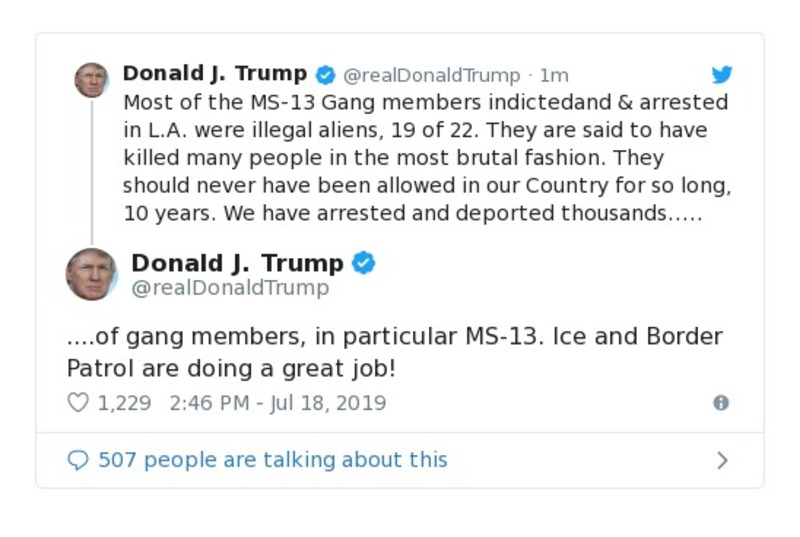 Donald J. Trump @realDonaldTrump · 1m
Most of the MS-13 Gang members indictedand & arrested
in L.A. were illegal aliens, 19 of 22. They are said to have
killed many people in the most brutal fashion. They
should never have been allowed in our Country for so long,
10 years. We have arrested and deported thousands.....
Donald J. Trump
@realDonaldTrump
....of gang members, in particular MS-13. Ice and Border
Patrol are doing a great job!
1,229 2:46 PM - Jul 18, 2019
507 people are talking about this